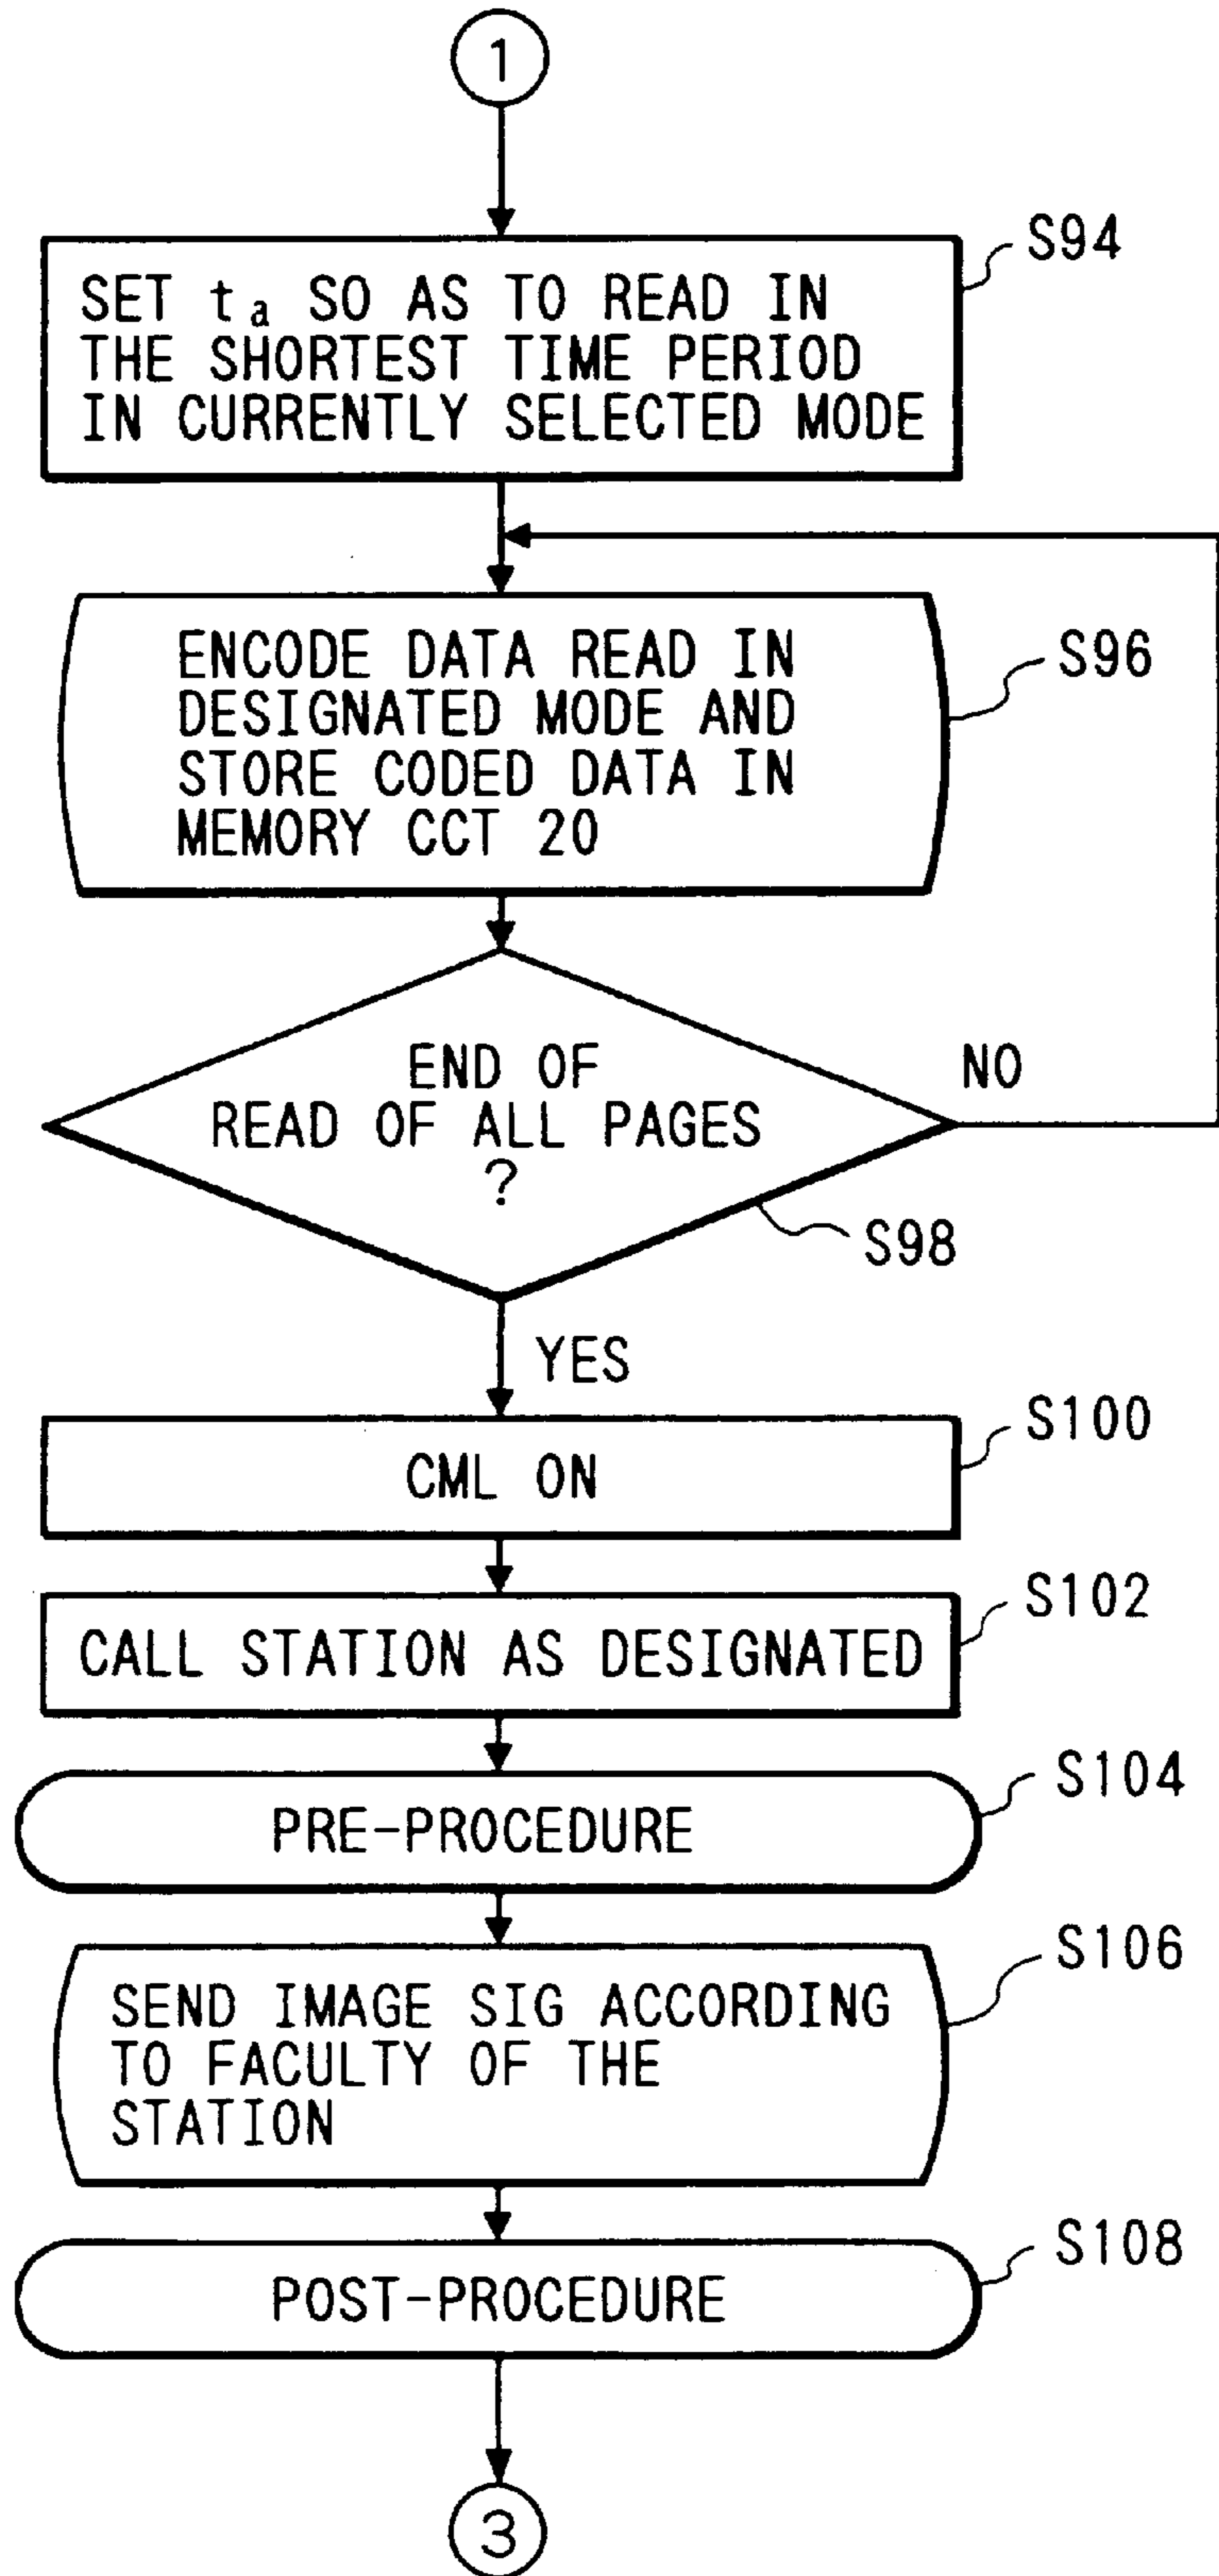 1
S94
SET ta SO AS TO READ IN
THE SHORTEST TIME PERIOD
IN CURRENTLY SELECTED MODE
S96
ENCODE DATA READ IN
DESIGNATED MODE AND
STORE CODED DATA IN
MEMORY CCT 20
NO
END OF
READ OF ALL PAGES
?
S98
YES
S100
CML ON
S102
CALL STATION AS DESIGNATED
S104
PRE-PROCEDURE
S106
SEND IMAGE SIG ACCORDING
TO FACULTY OF THE
STATION
S108
POST-PROCEDURE
3